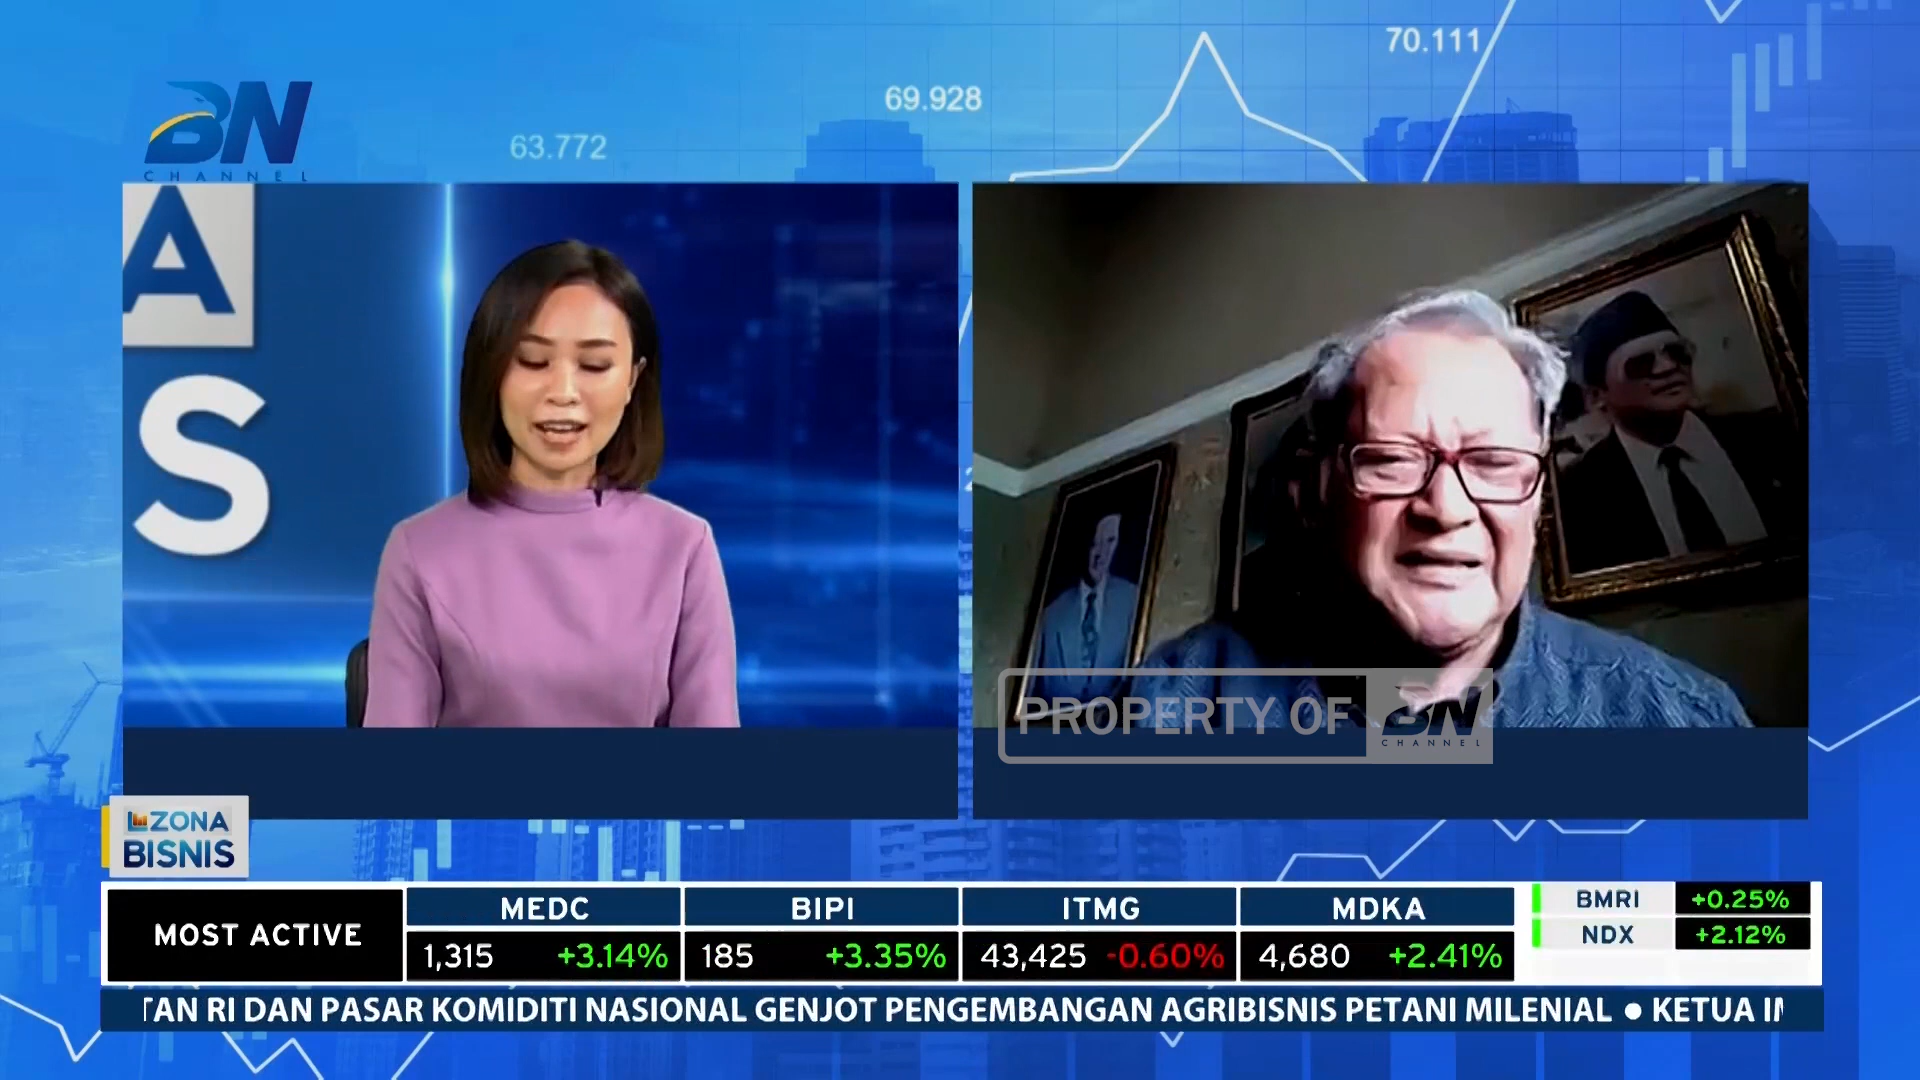 70.111
69.928
63.772
BN
CHANNEL
A
S
PROPERTY OF BN
CHANNEL
ZONA
BISNIS
MOST ACTIVE
MEDC
1,315 +3.14%
BIPI
185 +3.35%
ITMG
43,425 -0.60%
MDKA
4,680 +2.41%
BMRI +0.25%
NDX +2.12%
TAN RI DAN PASAR KOMIDITI NASIONAL GENJOT PENGEMBANGAN AGRIBISNIS PETANI MILENIAL ● KETUA